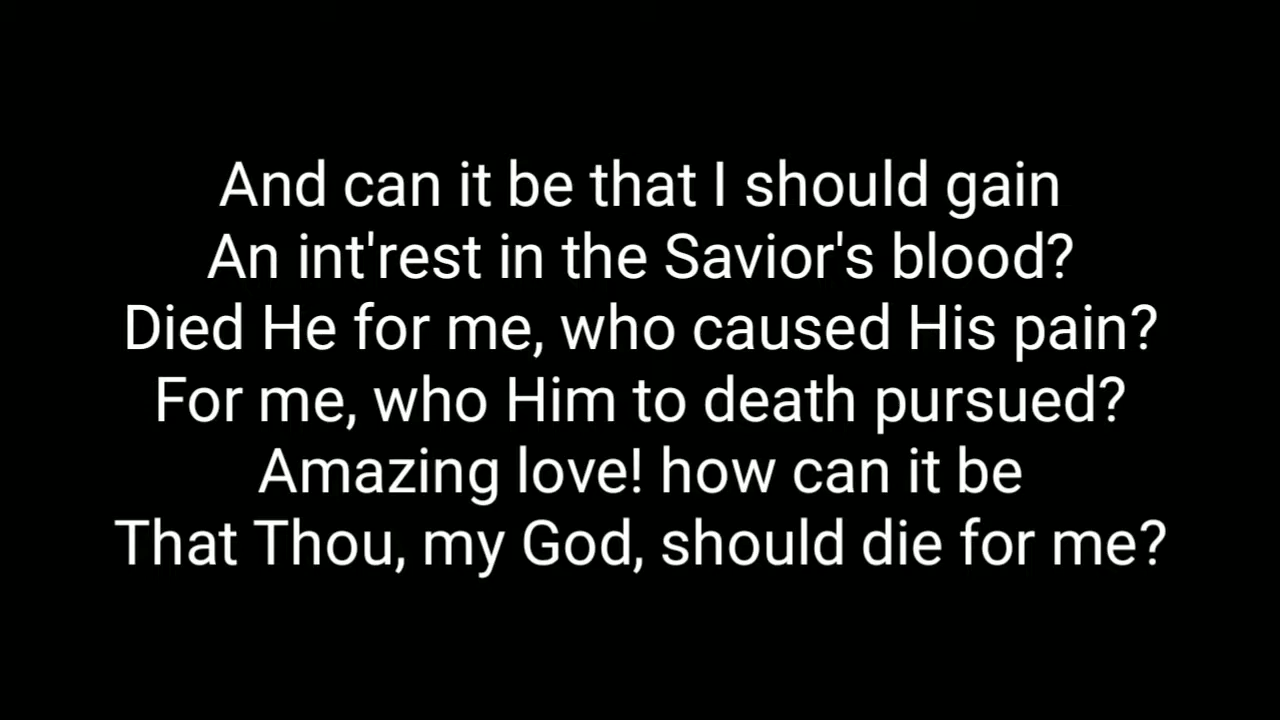 And can it be that I should gain
An int'rest in the Savior's blood?
Died He for me, who caused His pain?
For me, who Him to death pursued?
Amazing love! how can it be
That Thou, my God, should die for me?